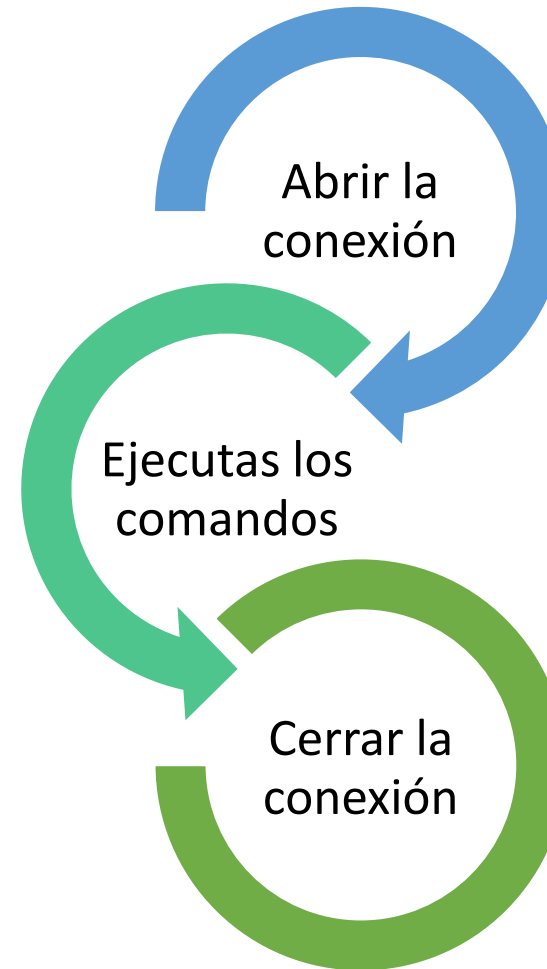 Abrir la
conexión
Ejecutas los
comandos
Cerrar la
conexión